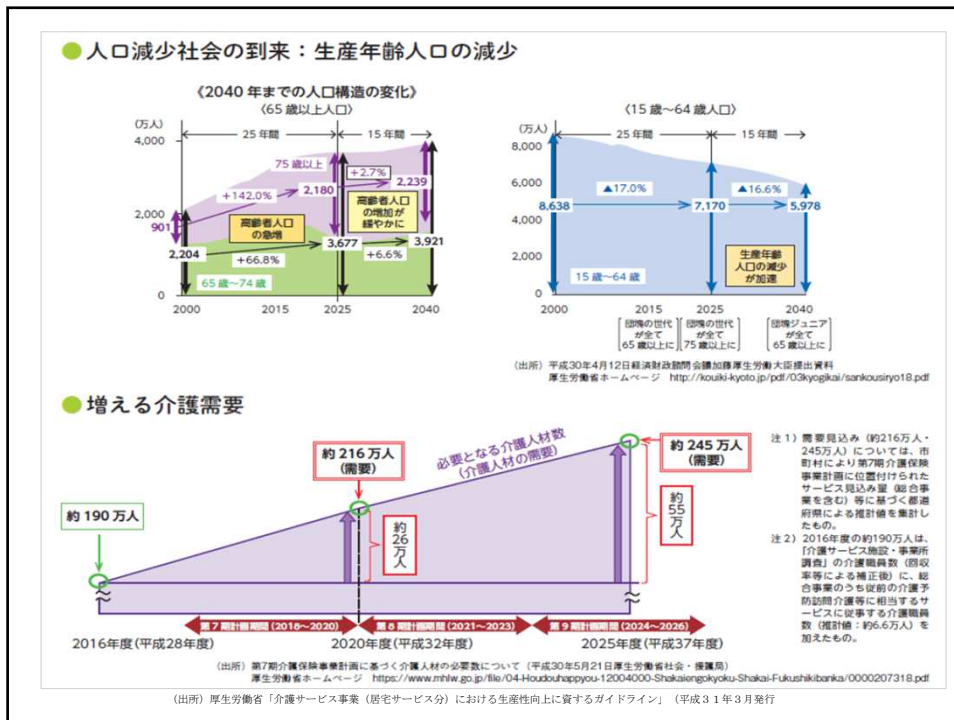 ●人口減少社会の到来：生産年齢人口の減少
《2040年までの人口構造の変化》
〈65歳以上人口〉
(万人)
25年間
15年間
4,000
75歳以上
+2.7%
2,239
2,180
+142.0%
2,000
901
高齢者人口
の急増
高齢者人口
の増加が
緩やかに
2,204
3,677
3,921
+66.8%
+6.6%
65歳～74歳
0
2000
2015
2025
2040
〈15歳～64歳人口〉
(万人)
25年間
15年間
8,000
▲17.0%
▲16.6%
6,000
8,638
7,170
5,978
4,000
2,000
生産年齢
人口の減少
が加速
15歳～64歳
0
2000
2015
2025
2040
団塊の世代
が全て
65歳以上に
団塊の世代
が全て
75歳以上に
団塊ジュニア
が全て
65歳以上に
（出所）平成30年4月12日経済財政諮問会議加藤厚生労働大臣提出資料
厚生労働省ホームページ http://kouiki-kyoto.jp/pdf/03kyogikai/sankousiryo18.pdf
●増える介護需要
約190万人
約216万人
(需要)
必要となる介護人材数
(介護人材の需要)
約245万人
(需要)
約26万人
約55万人
第7期計画期間(2018～2020)
第8期計画期間(2021～2023)
第9期計画期間(2024～2026)
2016年度(平成28年度)
2020年度(平成32年度)
2025年度(平成37年度)
注1）需要見込み（約216万人・
245万人）については、市
町村により第7期介護保険
事業計画に位置付けられた
サービス見込み量（総合事
業を含む）等に基づく都道
府県による推計値を集計し
たもの。
注2）2016年度の約190万人は、
「介護サービス施設・事業所
調査」の介護職員数（回収
率等による補正後）に、総
合事業のうち従前の介護予
防訪問介護等に相当するサ
ービスに従事する介護職員
数（推計値：約6.6万人）を
加えたもの。
（出所）第7期介護保険事業計画に基づく介護人材の必要数について（平成30年5月21日厚生労働省社会・援護局）
厚生労働省ホームページ https://www.mhlw.go.jp/file/04-Houdouhappyou-12004000-Shakaiengokyoku-Shakai-Fukushikibanka/0000207318.pdf
（出所）厚生労働省「介護サービス事業（居宅サービス分）における生産性向上に資するガイドライン」（平成３１年３月発行